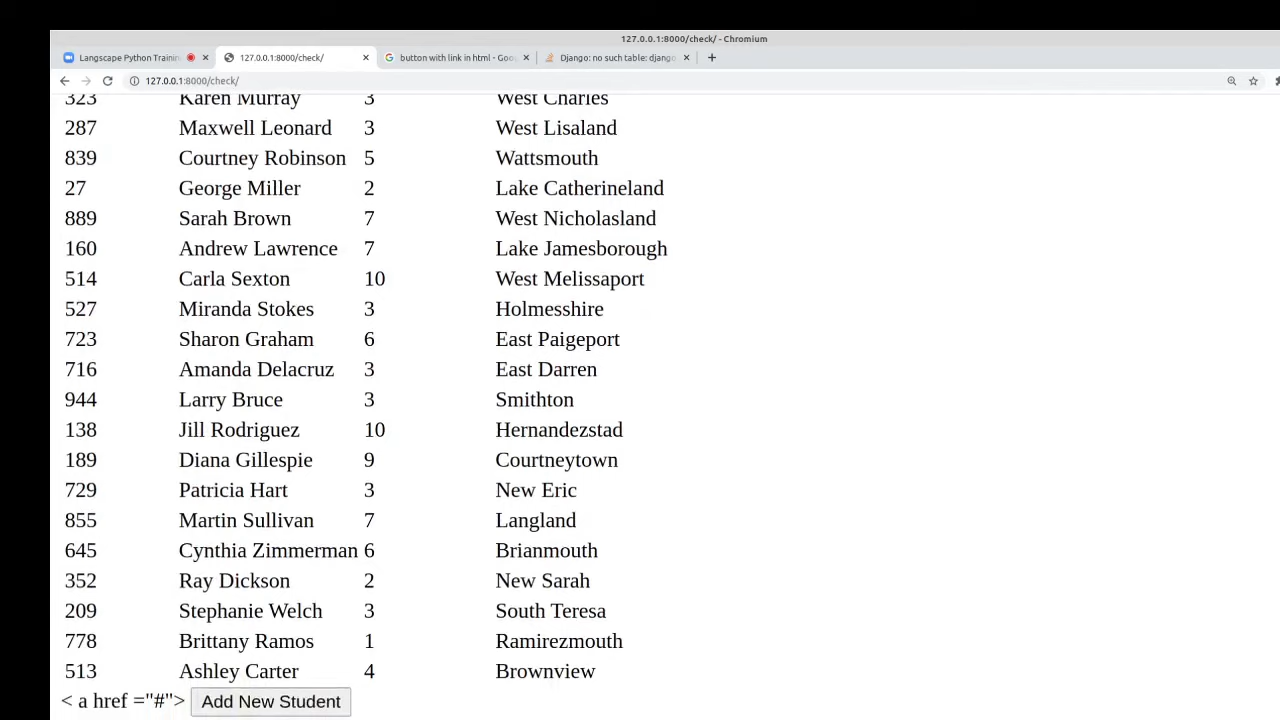 127.0.0.1:8000/check/ - Chromium
Langscape Python Trainin 127.0.0.1:8000/check/ button with link in html - Goo Django: no such table: django
127.0.0.1:8000/check/
323 Karen Murray 3 West Charles
287 Maxwell Leonard 3 West Lisaland
839 Courtney Robinson 5 Wattsmouth
27 George Miller 2 Lake Catherineland
889 Sarah Brown 7 West Nicholasland
160 Andrew Lawrence 7 Lake Jamesborough
514 Carla Sexton 10 West Melissaport
527 Miranda Stokes 3 Holmesshire
723 Sharon Graham 6 East Paigeport
716 Amanda Delacruz 3 East Darren
944 Larry Bruce 3 Smithton
138 Jill Rodriguez 10 Hernandezstad
189 Diana Gillespie 9 Courtneytown
729 Patricia Hart 3 New Eric
855 Martin Sullivan 7 Langland
645 Cynthia Zimmerman 6 Brianmouth
352 Ray Dickson 2 New Sarah
209 Stephanie Welch 3 South Teresa
778 Brittany Ramos 1 Ramirezmouth
513 Ashley Carter 4 Brownview
< a href ="#"> Add New Student